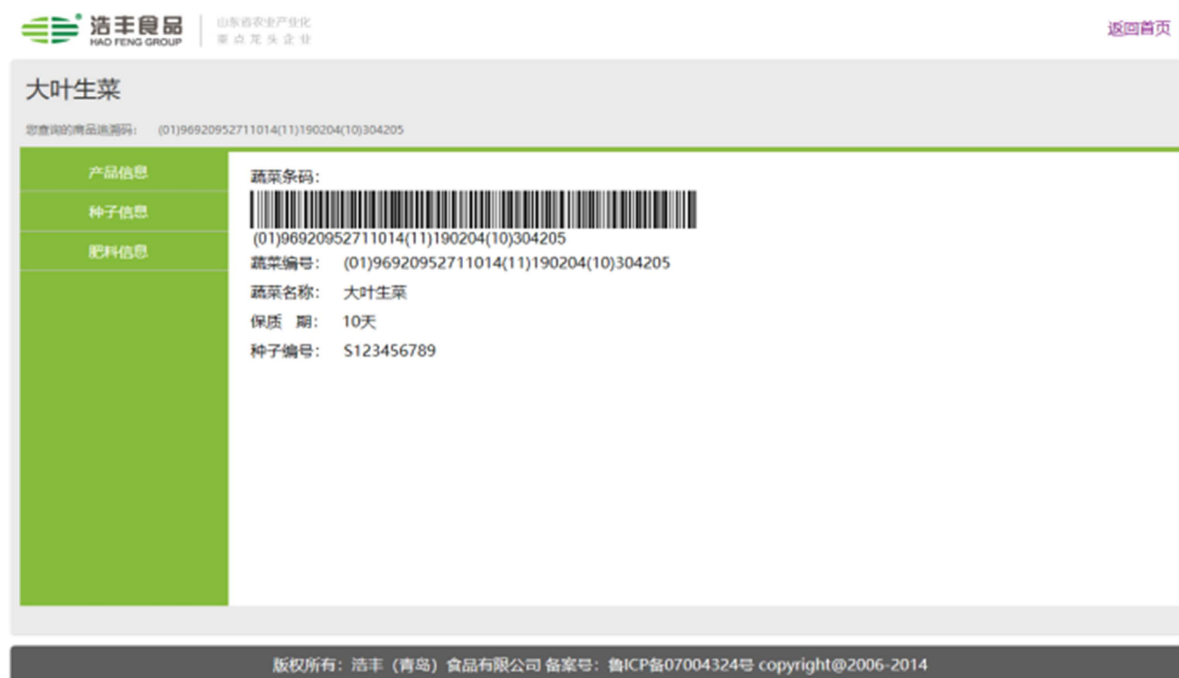 浩丰食品
HAO FENG GROUP
山东省农业产业化
重点龙头企业
返回首页
大叶生菜
您查询的商品追溯码： (01)96920952711014(11)190204(10)304205
产品信息
种子信息
肥料信息
蔬菜条码：
(01)96920952711014(11)190204(10)304205
蔬菜编号： (01)96920952711014(11)190204(10)304205
蔬菜名称： 大叶生菜
保质 期： 10天
种子编号： S123456789
版权所有：浩丰（青岛）食品有限公司 备案号：鲁ICP备07004324号 copyright@2006-2014